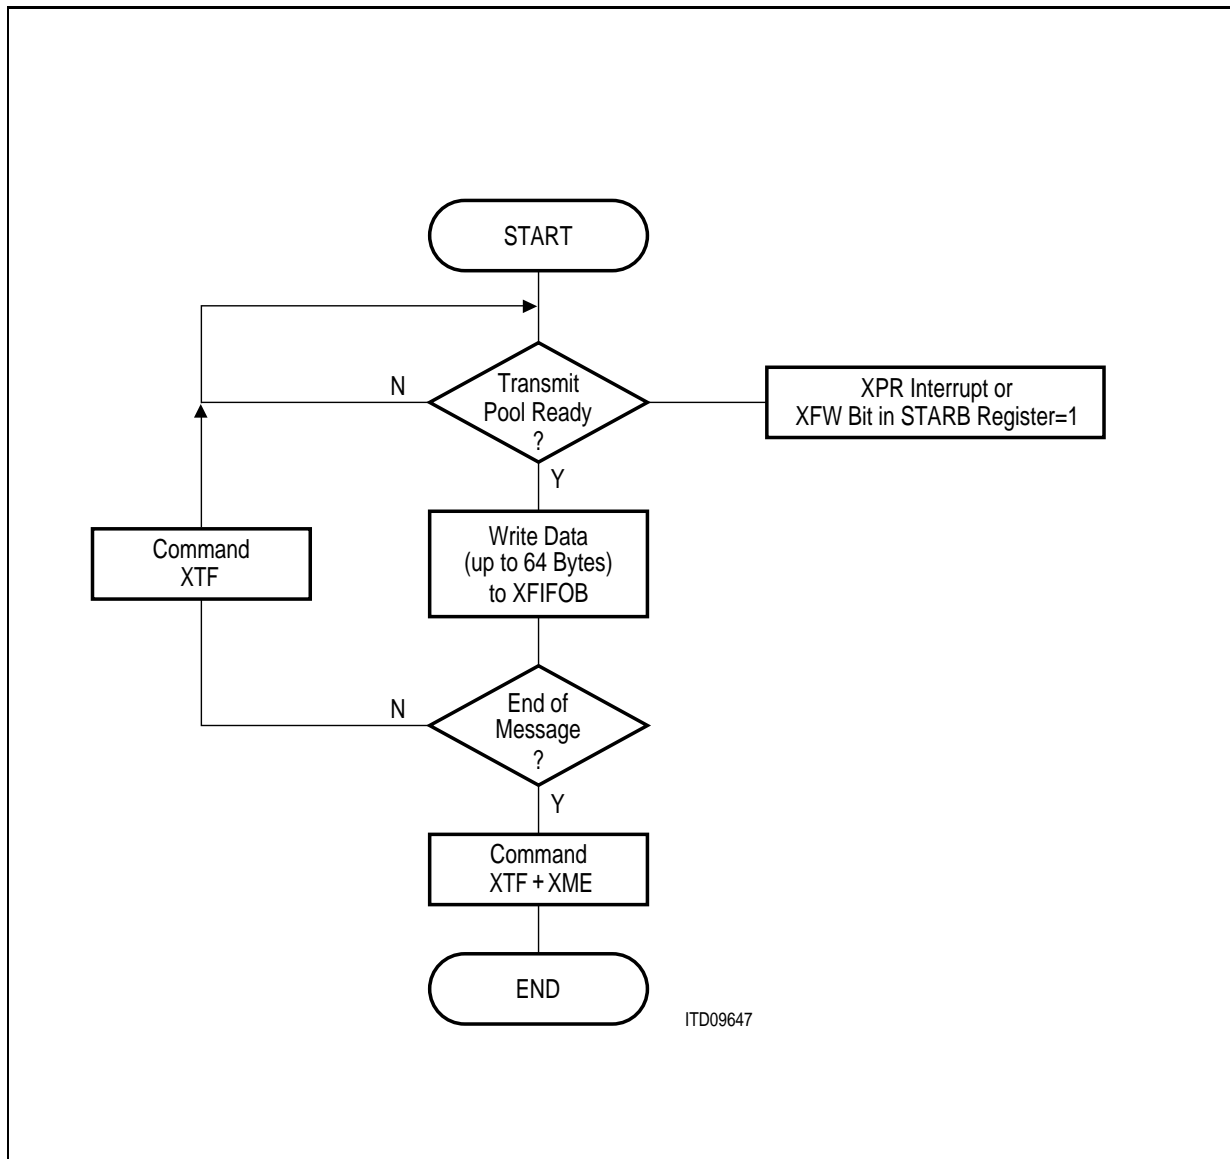 START
N
Transmit
Pool Ready
?
XPR Interrupt or
XFW Bit in STARB Register=1
Y
Write Data
(up to 64 Bytes)
to XFIFOB
Command
XTF
N
End of
Message
?
Y
Command
XTF + XME
END
ITD09647